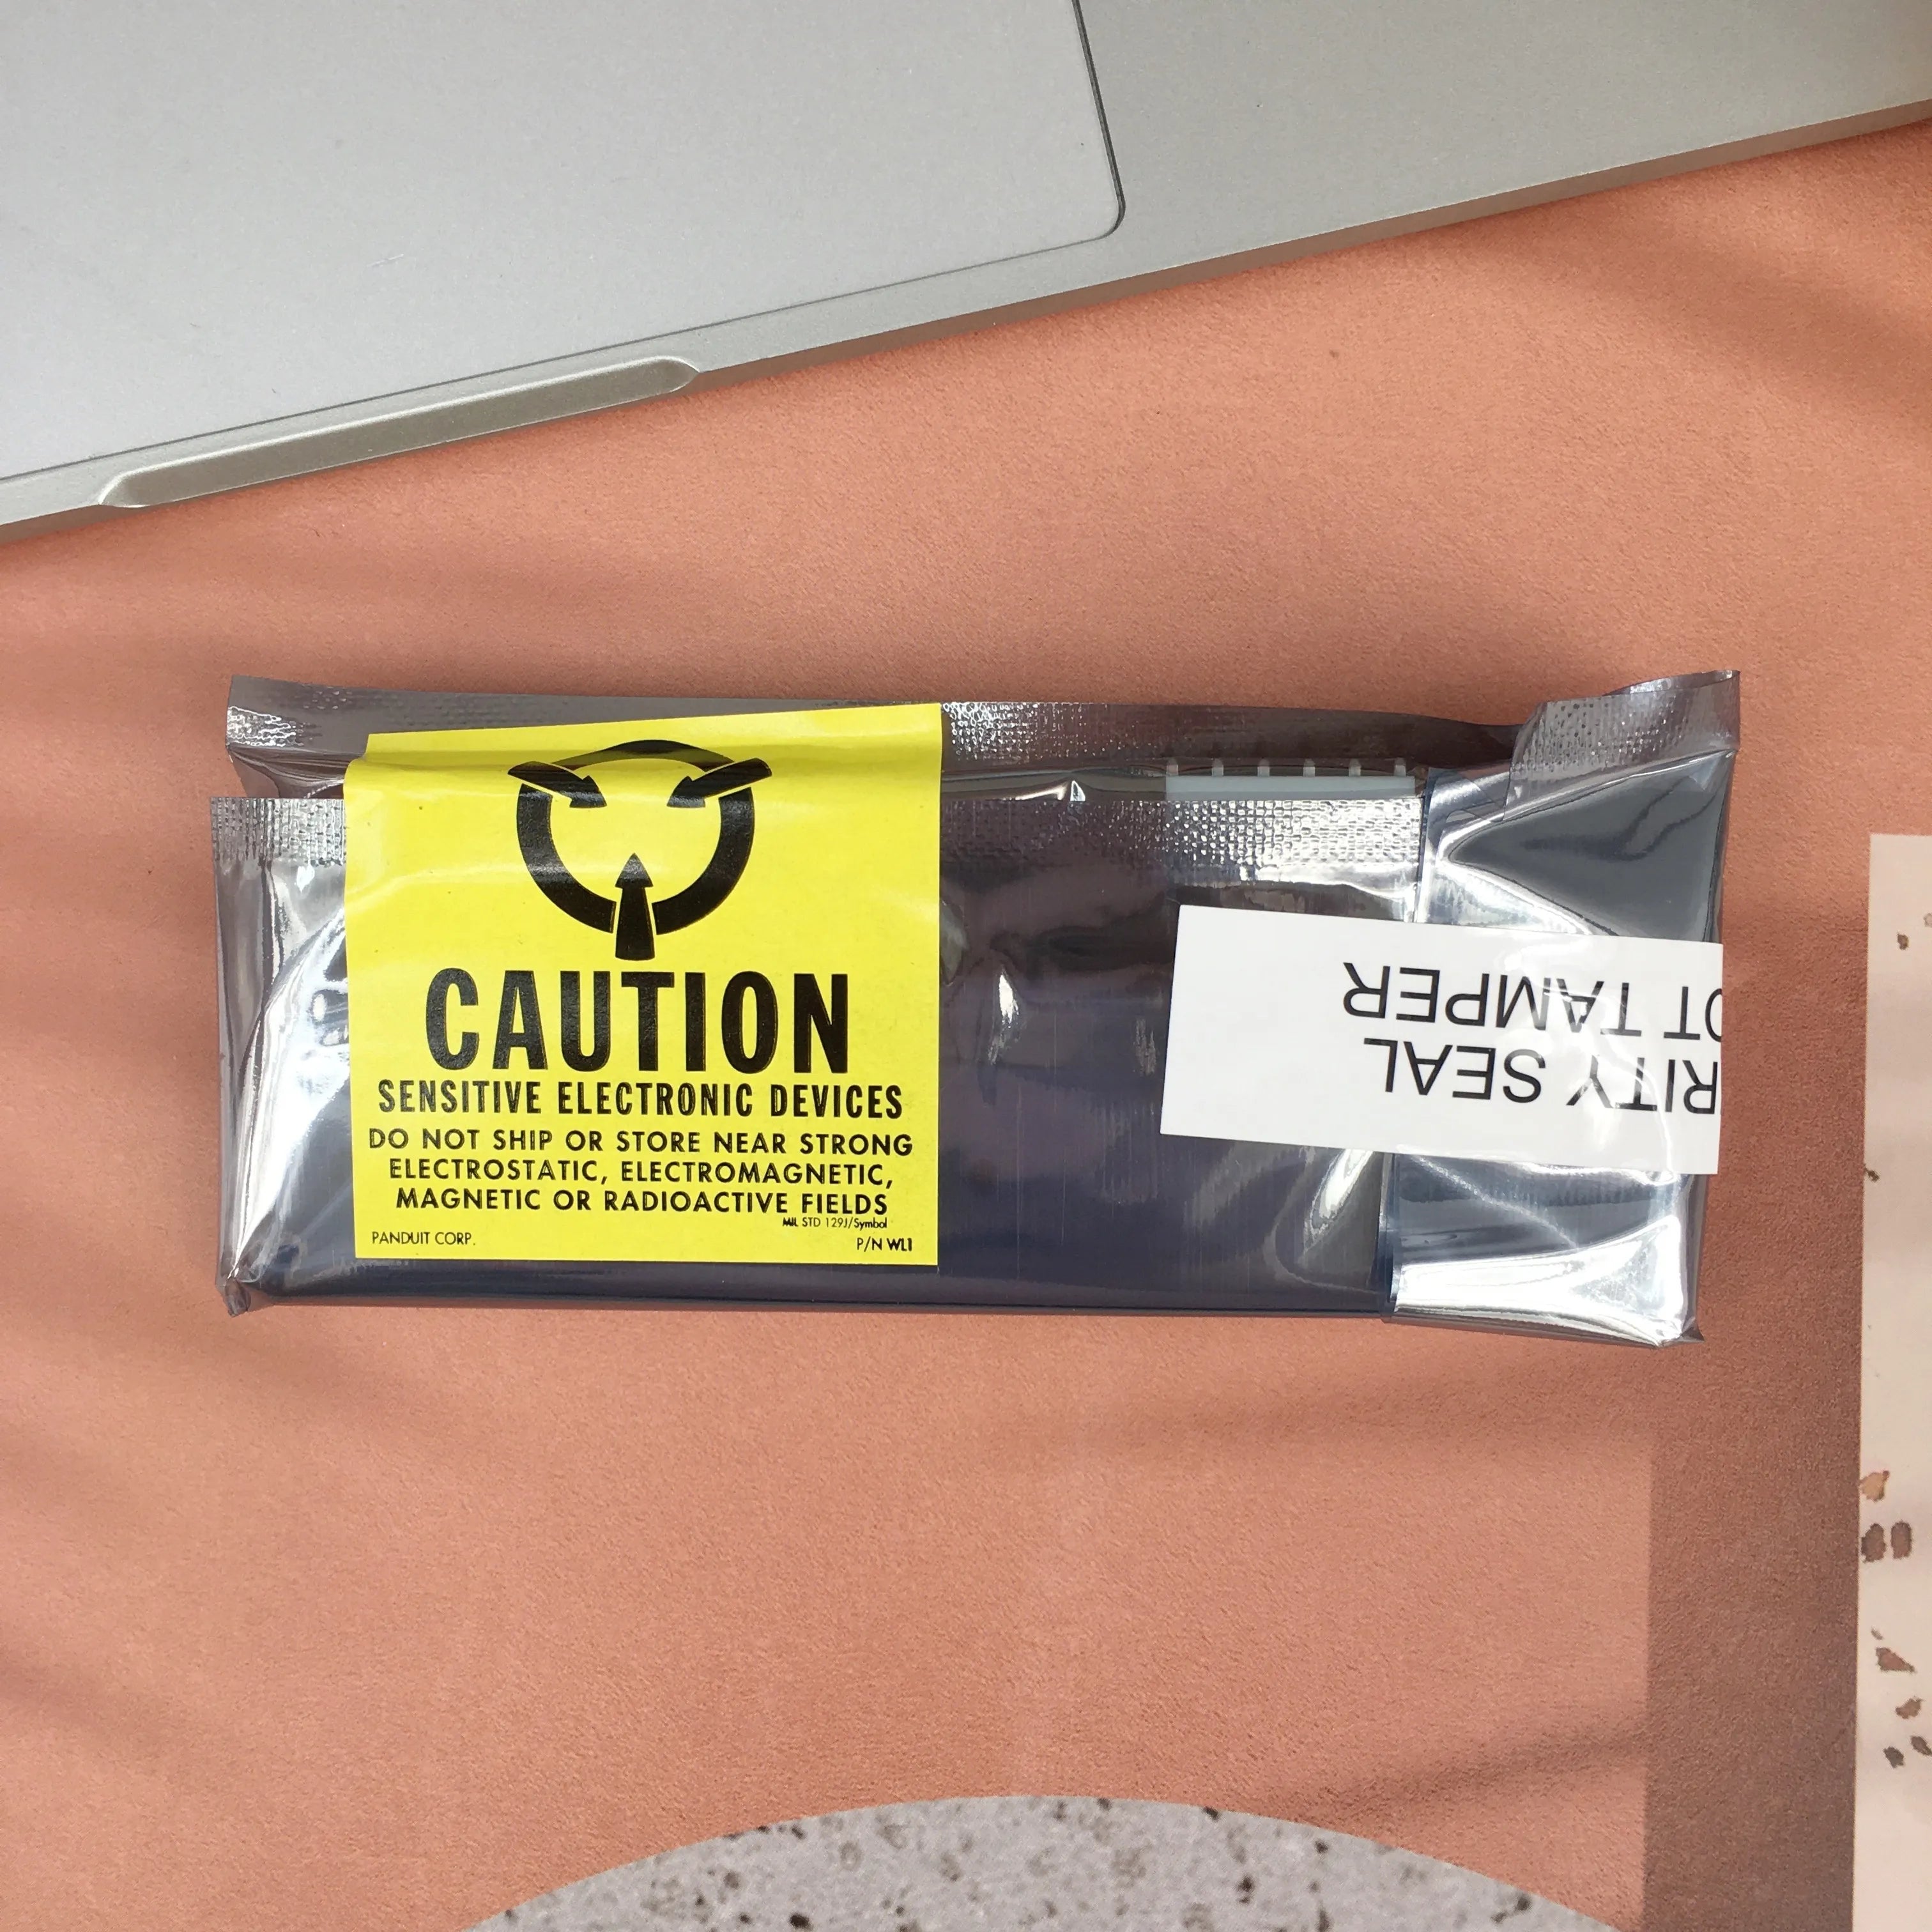 CAUTION
SENSITIVE ELECTRONIC DEVICES
DO NOT SHIP OR STORE NEAR STRONG
ELECTROSTATIC, ELECTROMAGNETIC,
MAGNETIC OR RADIOACTIVE FIELDS
MIL STD 129J/Symbol
PANDUIT CORP.
P/N WL1
RITY SEAL
OT TAMPER